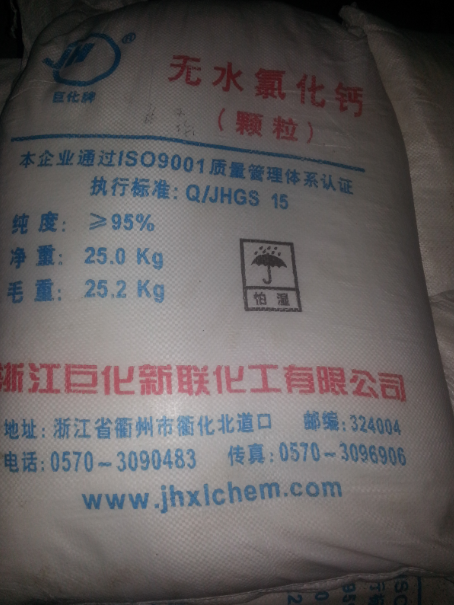 JH ®
巨化牌
无水氯化钙
（颗粒）
本企业通过ISO9001质量管理体系认证
执行标准：Q/JHGS 15
纯度：≥95%
净重：25.0 Kg
毛重：25.2 Kg
怕湿
浙江巨化新联化工有限公司
地址：浙江省衢州市衢化北道口 邮编：324004
电话：0570～3090483 传真：0570～3096906
www.jhxlchem.com